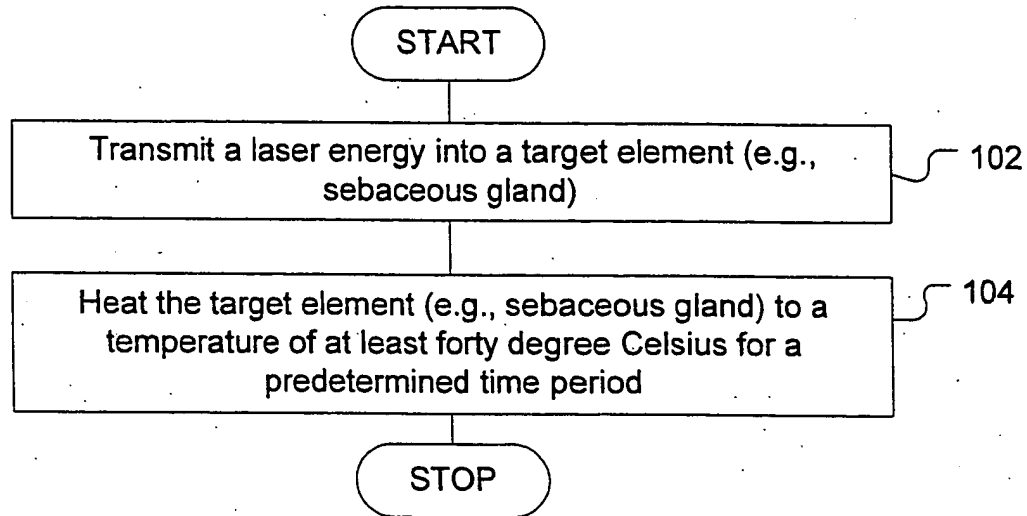 START
Transmit a laser energy into a target element (e.g.,
sebaceous gland)
102
Heat the target element (e.g., sebaceous gland) to a
temperature of at least forty degree Celsius for a
predetermined time period
104
STOP